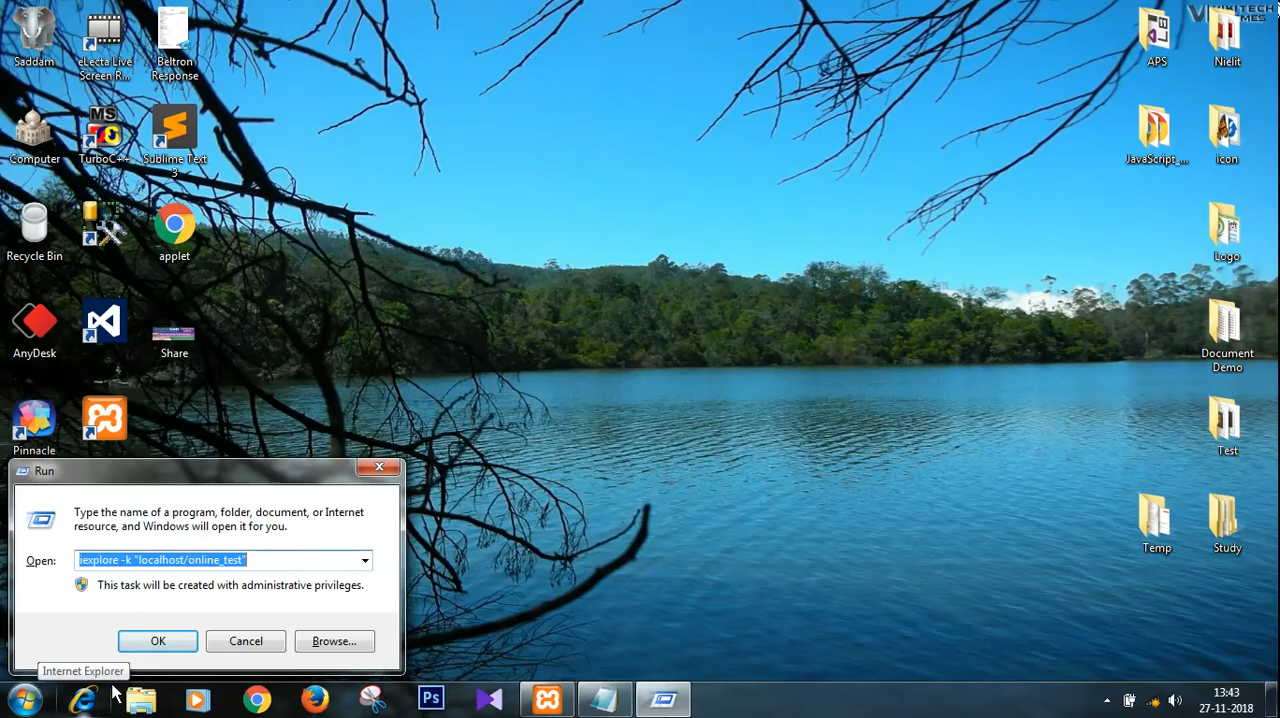 Saddam
eLecta Live
Screen R...
Beltron
Response
APS
Nielit
Computer
MS
TurboC++
Sublime Text
3
JavaScript_...
icon
Recycle Bin
applet
Logo
AnyDesk
Share
Document
Demo
Pinnacle
Test
Temp
Study
Run
Type the name of a program, folder, document, or Internet
resource, and Windows will open it for you.
Open:
iexplore -k "localhost/online_test"
This task will be created with administrative privileges.
OK
Cancel
Browse...
Internet Explorer
Ps
13:43
27-11-2018